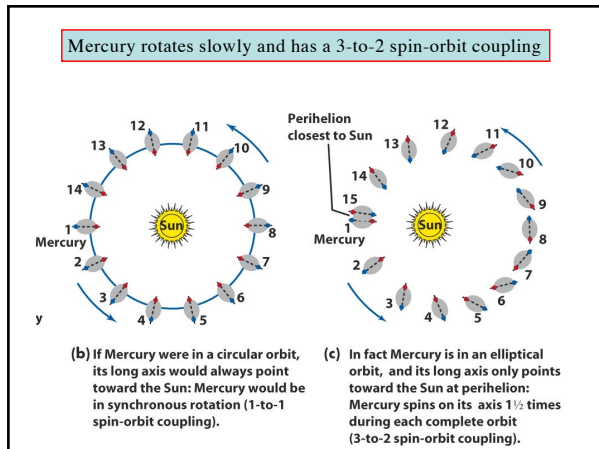 Mercury rotates slowly and has a 3-to-2 spin-orbit coupling
12
11
13
10
14
9
1
Mercury
Sun
8
2
7
3
6
4
5
y
Perihelion
closest to Sun
12
11
13
10
14
9
15
1
Mercury
Sun
8
2
7
3
6
4
5
(b) If Mercury were in a circular orbit,
its long axis would always point
toward the Sun: Mercury would be
in synchronous rotation (1-to-1
spin-orbit coupling).
(c) In fact Mercury is in an elliptical
orbit, and its long axis only points
toward the Sun at perihelion:
Mercury spins on its axis 1½ times
during each complete orbit
(3-to-2 spin-orbit coupling).